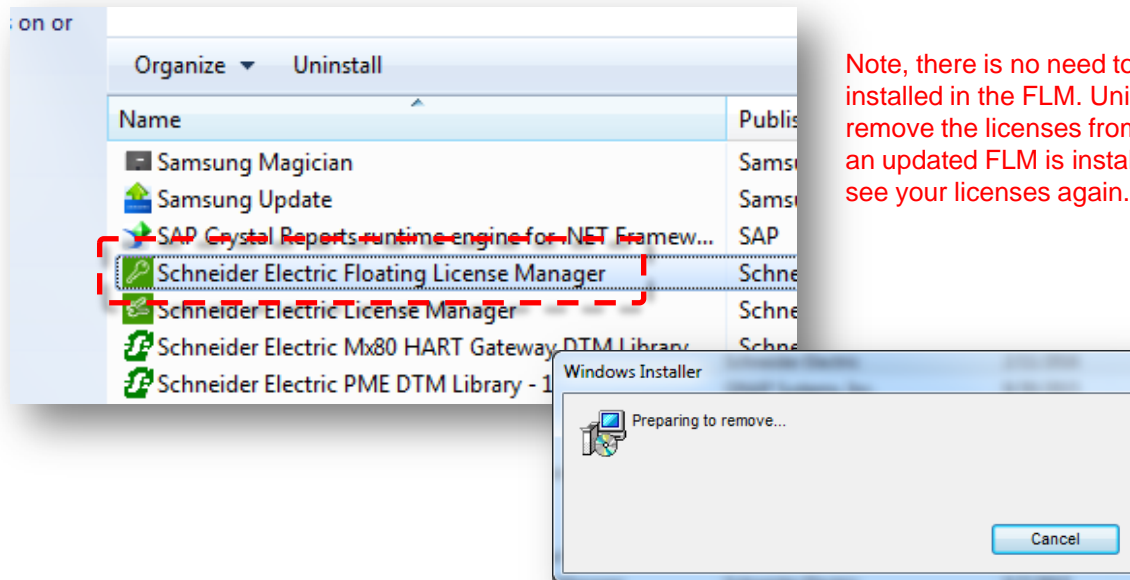 on or
Organize Uninstall
Name Publis
Samsung Magician Sams
Samsung Update Sams
SAP Crystal Reports runtime engine for .NET Framew... SAP
Schneider Electric Floating License Manager Schne
Schneider Electric License Manager Schne
Schneider Electric Mx80 HART Gateway DTM Library Schne
Schneider Electric PME DTM Library - 1
Note, there is no need to
installed in the FLM. Uni
remove the licenses from
an updated FLM is instal
see your licenses again.
Windows Installer
Preparing to remove...
Cancel